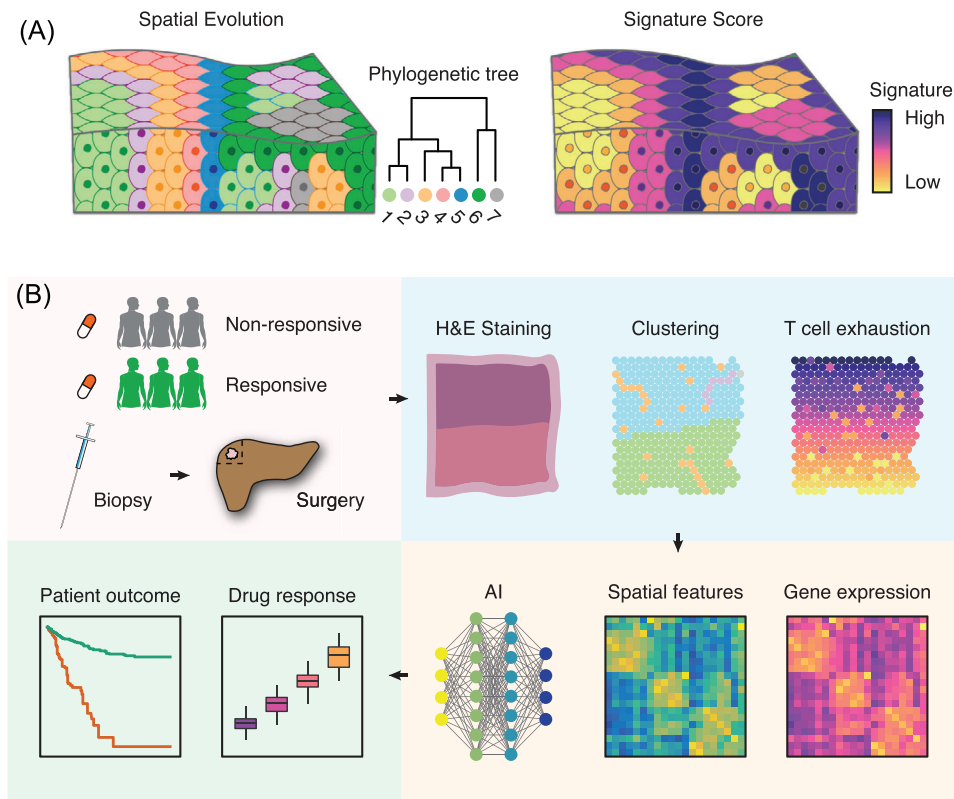 (A)
Spatial Evolution
Signature Score
Phylogenetic tree
1 2 3 4 5 6 7
Signature
High
Low
(B)
Non-responsive
Responsive
Biopsy
Surgery
H&E Staining
Clustering
T cell exhaustion
Patient outcome
Drug response
AI
Spatial features
Gene expression